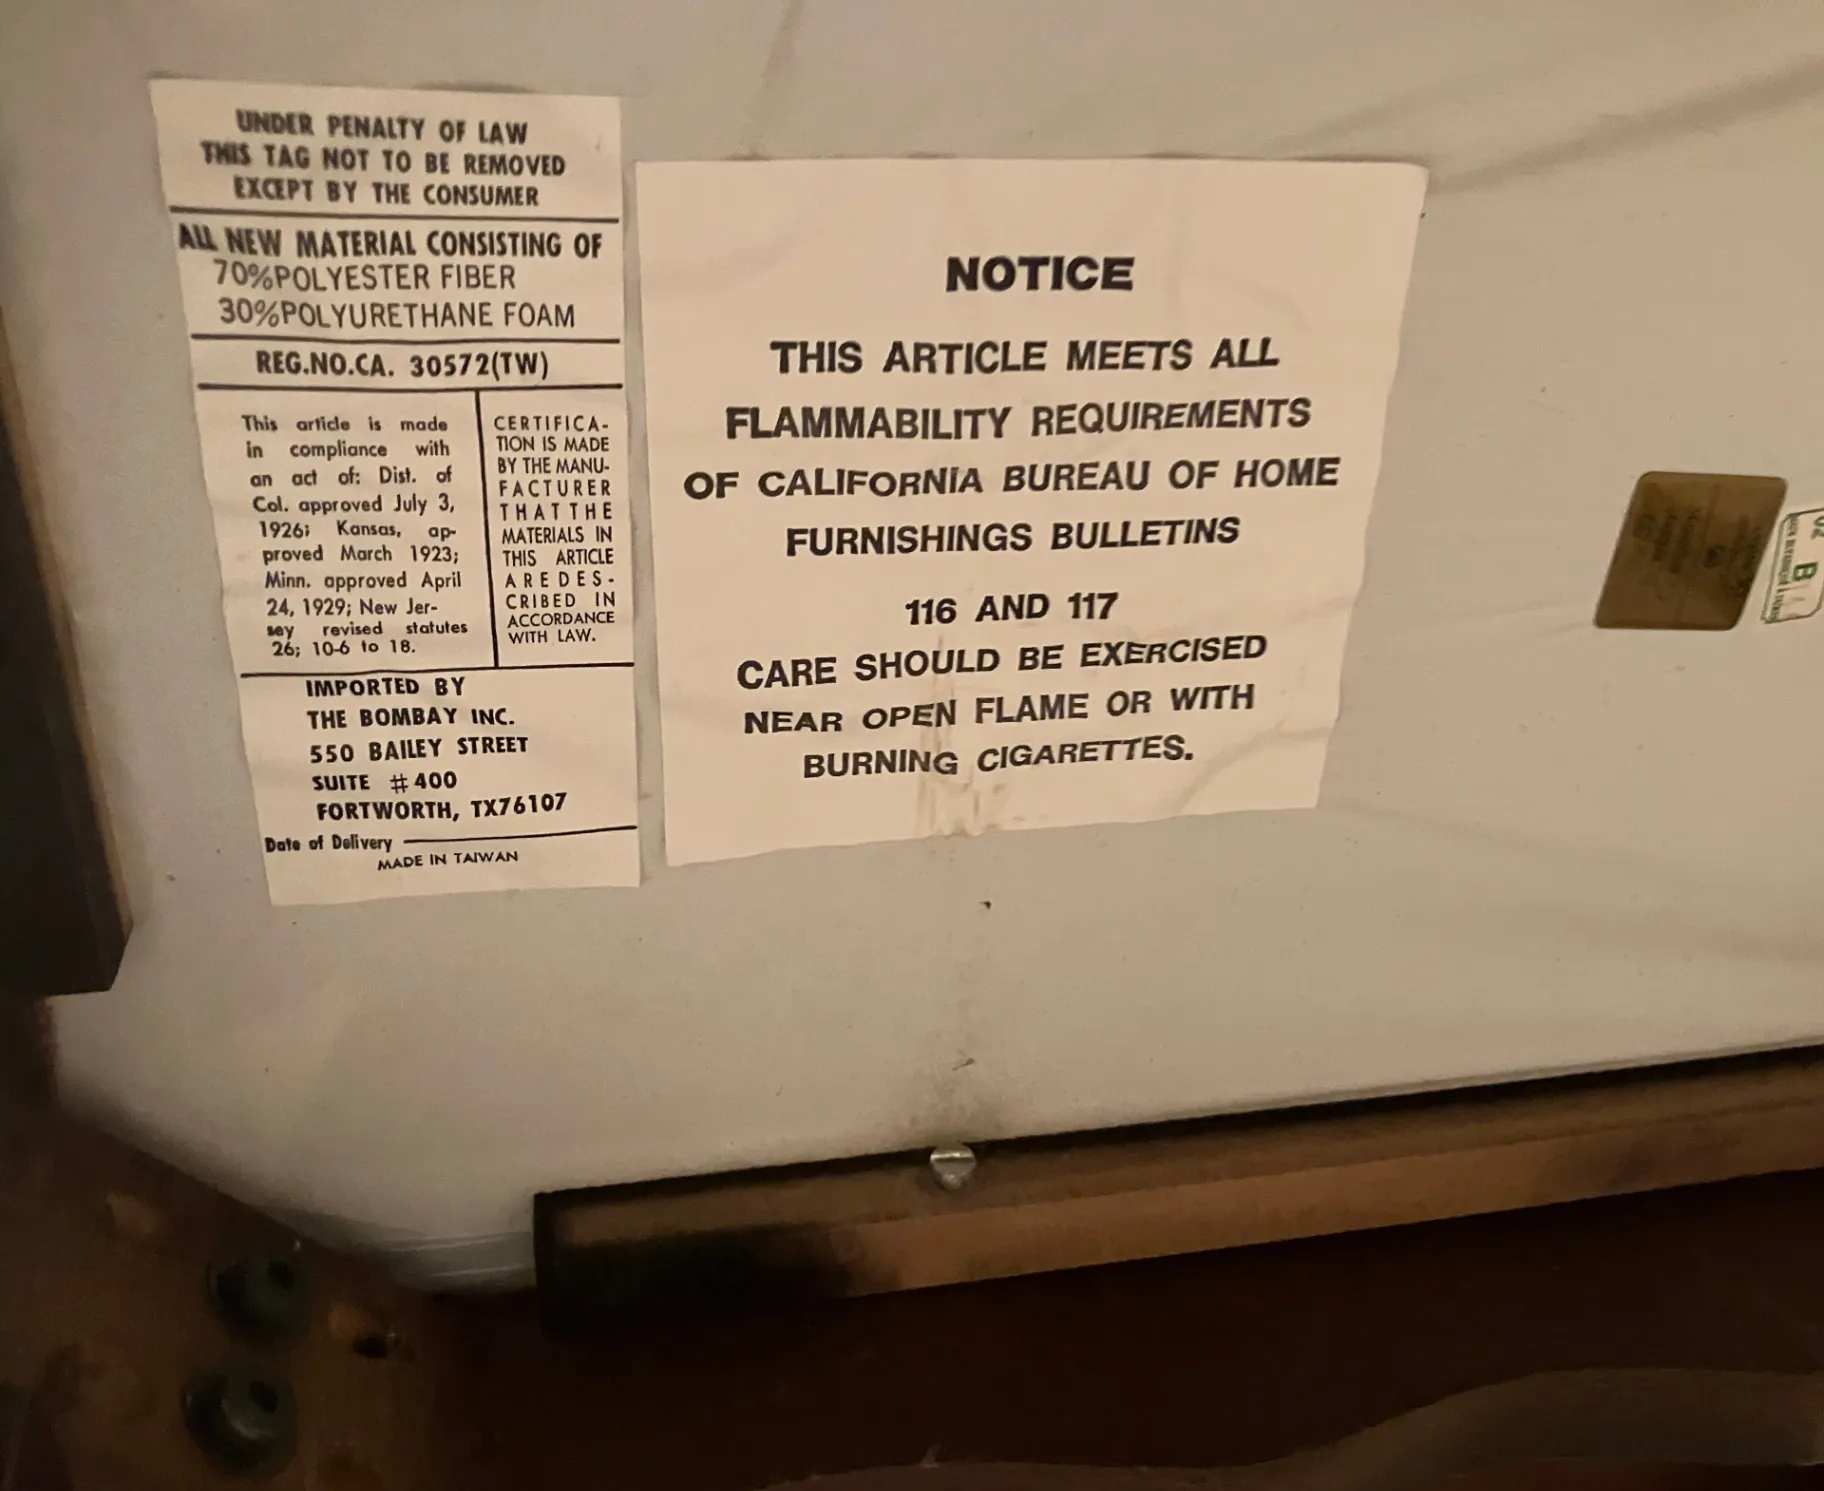 UNDER PENALTY OF LAW
THIS TAG NOT TO BE REMOVED
EXCEPT BY THE CONSUMER
ALL NEW MATERIAL CONSISTING OF
70%POLYESTER FIBER
30%POLYURETHANE FOAM
REG.NO.CA. 30572(TW)
This article is made
in compliance with
an act of: Dist. of
Col. approved July 3,
1926; Kansas, ap-
proved March 1923;
Minn. approved April
24, 1929; New Jer-
sey revised statutes
26; 10-6 to 18.
CERTIFICA-
TION IS MADE
BY THE MANU-
FACTURER
THAT THE
MATERIALS IN
THIS ARTICLE
ARE DES-
CRIBED IN
ACCORDANCE
WITH LAW.
IMPORTED BY
THE BOMBAY INC.
550 BAILEY STREET
SUITE #400
FORTWORTH, TX76107
Date of Delivery
MADE IN TAIWAN
NOTICE
THIS ARTICLE MEETS ALL
FLAMMABILITY REQUIREMENTS
OF CALIFORNIA BUREAU OF HOME
FURNISHINGS BULLETINS
116 AND 117
CARE SHOULD BE EXERCISED
NEAR OPEN FLAME OR WITH
BURNING CIGARETTES.
B